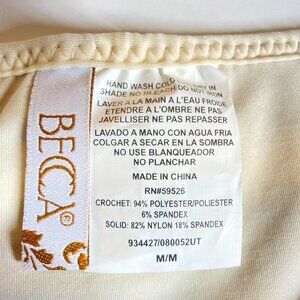 BECCA©
HAND WASH COLD DRY IN
SHADE NO BLEACH DO NOT IRON
LAVER A LA MAIN A L'EAU FROIDE
ETENDRE A L'OMBRE NE PAS
JAVELLISER NE PAS REPASSER
LAVADO A MANO CON AGUA FRIA
COLGAR A SECAR EN LA SOMBRA
NO USE BLANQUEADOR
NO PLANCHAR
MADE IN CHINA
RN#59526
CROCHET: 94% POLYESTER/POLIESTER
6% SPANDEX
SOLID: 82% NYLON 18% SPANDEX
934427/080052UT
M/M